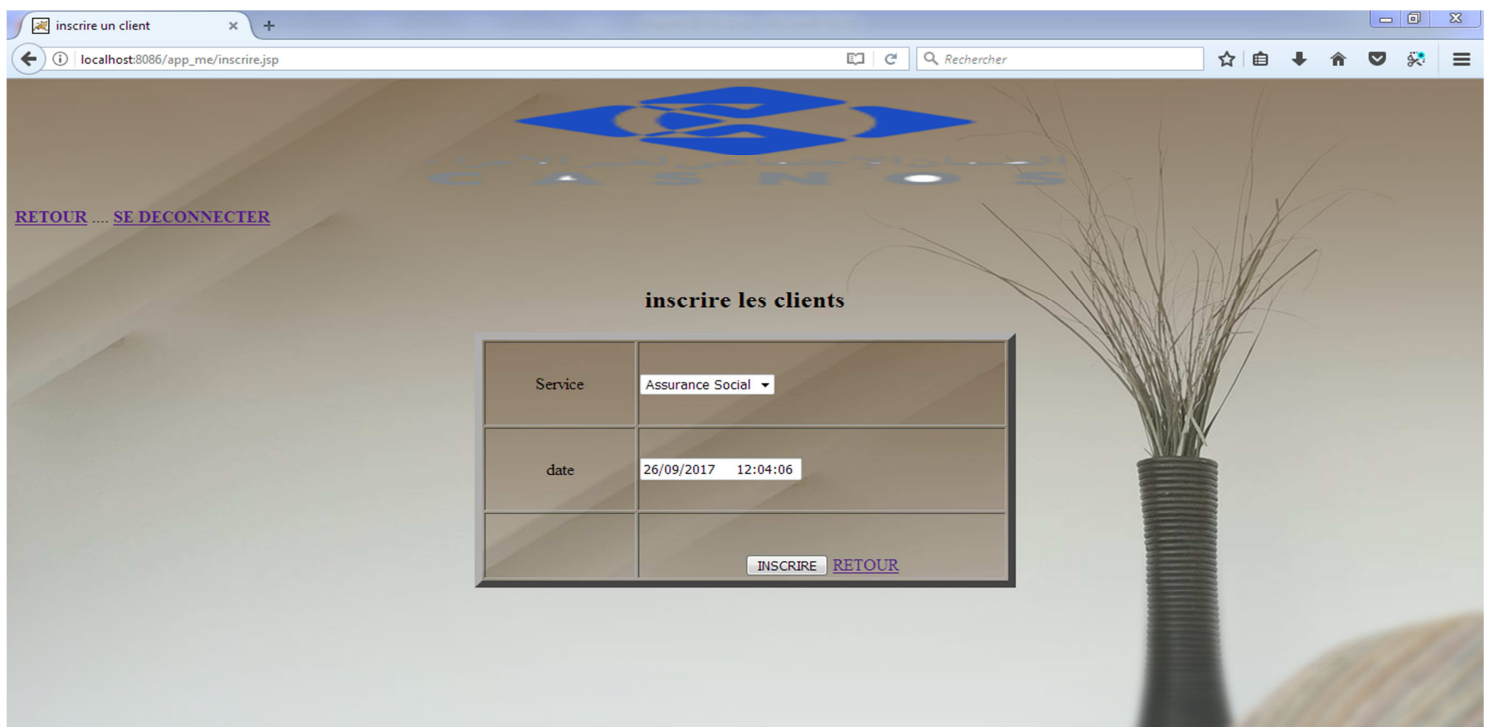 inscrire un client
localhost:8086/app_me/inscrire.jsp
Rechercher
CASNOS
RETOUR .... SE DECONNECTER
inscrire les clients
Service
Assurance Social
date
26/09/2017 12:04:06
INSCRIRE RETOUR